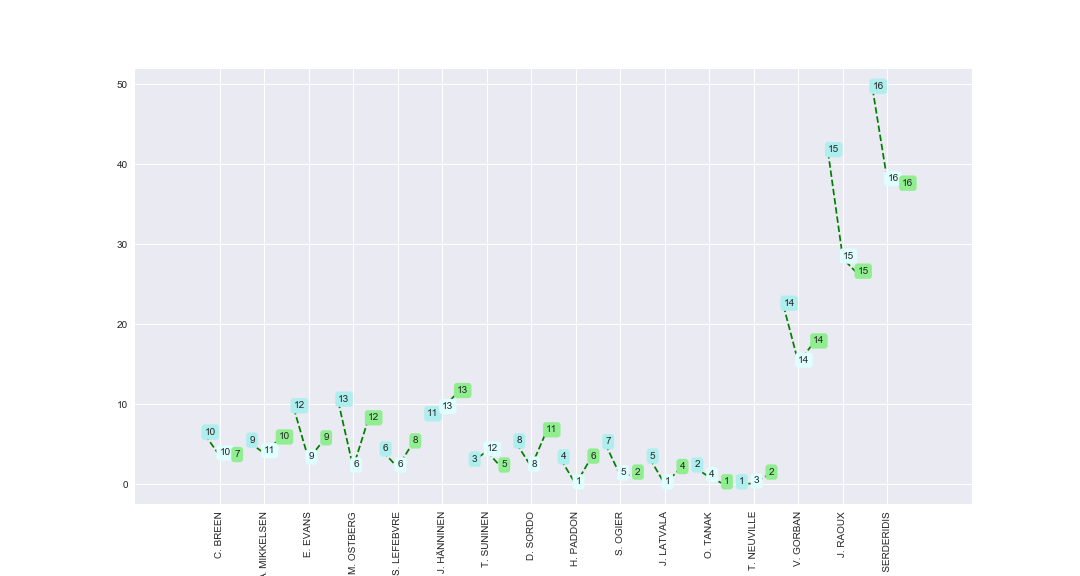 50
40
30
20
10
0
10 10 7
9 11 10
12 9 9
13 6 12
6 6 8
11 13 13
3 12 5
8 8 11
4 1 6
7 5 2
5 1 4
2 4 1
1 3 2
14 14 14
15 15 15
16 16 16
C. BREEN
MIKKELSEN
E. EVANS
M. OSTBERG
S. LEFEBVRE
J. HÄNNINEN
T. SUNINEN
D. SORDO
H. PADDON
S. OGIER
J. LATVALA
O. TANAK
T. NEUVILLE
V. GORBAN
J. RAOUX
SERDERIDIS